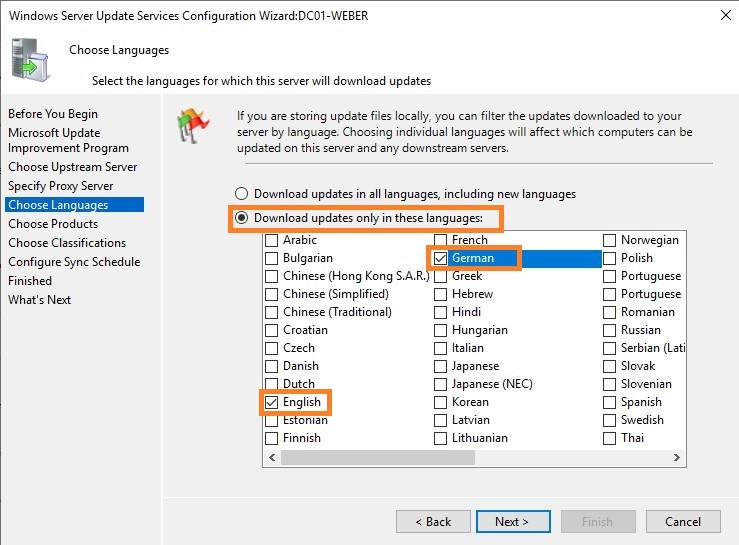 Windows Server Update Services Configuration Wizard:DC01-WEBER
Choose Languages
Select the languages for which this server will download updates
Before You Begin
Microsoft Update
Improvement Program
Choose Upstream Server
Specify Proxy Server
Choose Languages
Choose Products
Choose Classifications
Configure Sync Schedule
Finished
What's Next
If you are storing update files locally, you can filter the updates downloaded to your
server by language. Choosing individual languages will affect which computers can be
updated on this server and any downstream servers.
Download updates in all languages, including new languages
Download updates only in these languages:
Arabic
Bulgarian
Chinese (Hong Kong S.A.R.)
Chinese (Simplified)
Chinese (Traditional)
Croatian
Czech
Danish
Dutch
English
Estonian
Finnish
French
German
Greek
Hebrew
Hindi
Hungarian
Italian
Japanese
Japanese (NEC)
Korean
Latvian
Lithuanian
Norwegian
Polish
Portuguese
Portuguese
Romanian
Russian
Serbian (Lati
Slovak
Slovenian
Spanish
Swedish
Thai
< Back
Next >
Finish
Cancel